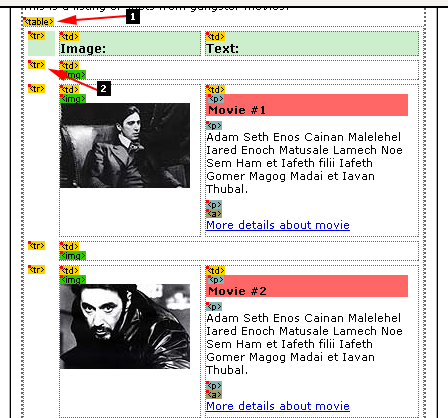 This is a listing of posts from gangster movies.
<table> 1
<tr> <td> <td>
Image: Text:
<tr> <td>
<img>
2
<tr> <td> <td>
<img> <p>
Movie #1
<p>
Adam Seth Enos Cainan Malelehel
Iared Enoch Matusale Lamech Noe
Sem Ham et Iafeth filii Iafeth
Gomer Magog Madai et Iavan
Thubal.
<p>
<a>
More details about movie
<tr> <td>
<img>
<tr> <td> <td>
<img> <p>
Movie #2
<p>
Adam Seth Enos Cainan Malelehel
Iared Enoch Matusale Lamech Noe
Sem Ham et Iafeth filii Iafeth
Gomer Magog Madai et Iavan
Thubal.
<p>
<a>
More details about movie